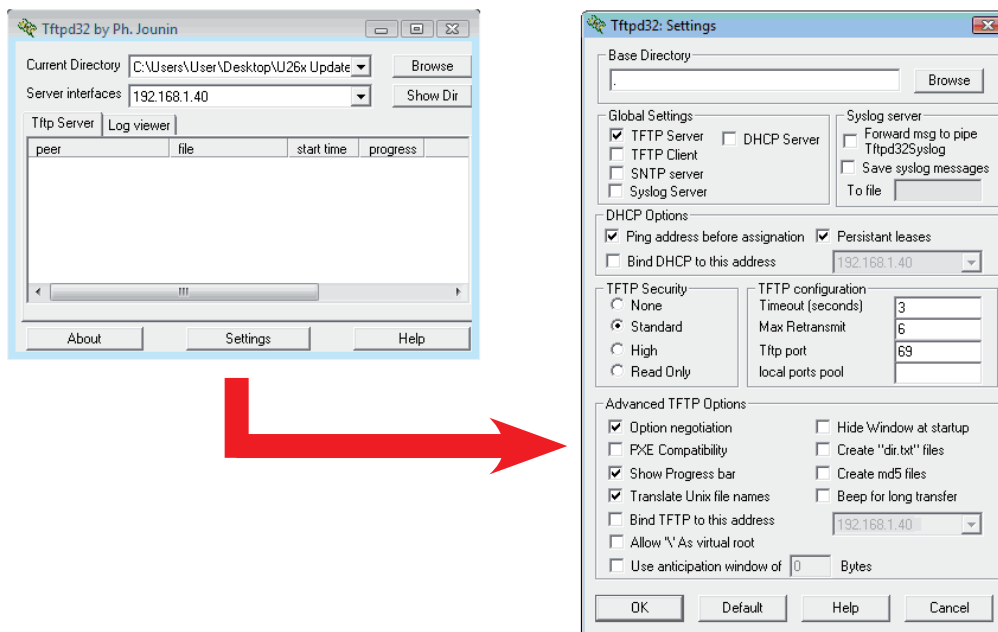 Tftpd32 by Ph. Jounin
Current Directory C:\Users\User\Desktop\U26x Update Browse
Server interfaces 192.168.1.40 Show Dir
Tftp Server Log viewer
peer file start time progress
About Settings Help
Tftpd32: Settings
Base Directory
. Browse
Global Settings
TFTP Server DHCP Server
TFTP Client
SNTP server
Syslog Server
Syslog server
Forward msg to pipe
Tftpd32Syslog
Save syslog messages
To file
DHCP Options
Ping address before assignation Persistant leases
Bind DHCP to this address 192.168.1.40
TFTP Security
None
Standard
High
Read Only
TFTP configuration
Timeout (seconds) 3
Max Retransmit 6
Tftp port 69
local ports pool
Advanced TFTP Options
Option negotiation Hide Window at startup
PXE Compatibility Create "dir.txt" files
Show Progress bar Create md5 files
Translate Unix file names Beep for long transfer
Bind TFTP to this address 192.168.1.40
Allow '\' As virtual root
Use anticipation window of 0 Bytes
OK Default Help Cancel